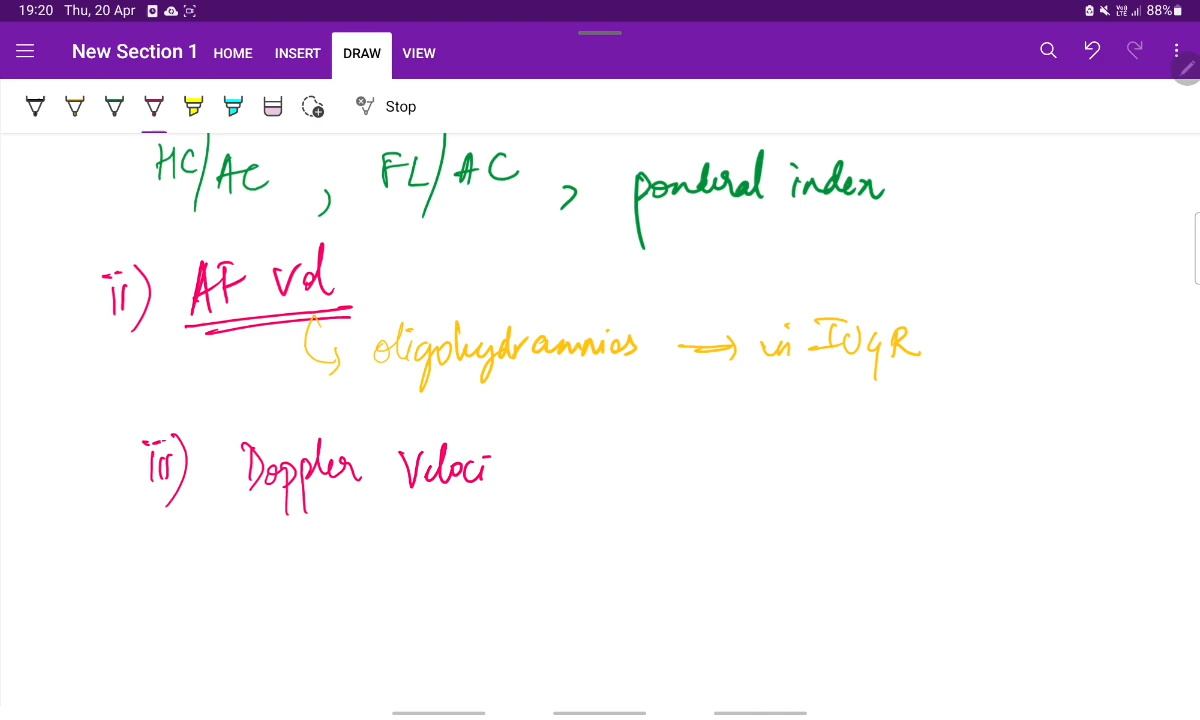 19:20 Thu, 20 Apr 88%
New Section 1 HOME INSERT DRAW VIEW
Stop
HC/AC , FL/AC , ponderal index
ii) AF vol
oligohydramnios → in IUGR
iii) Doppler Veloci